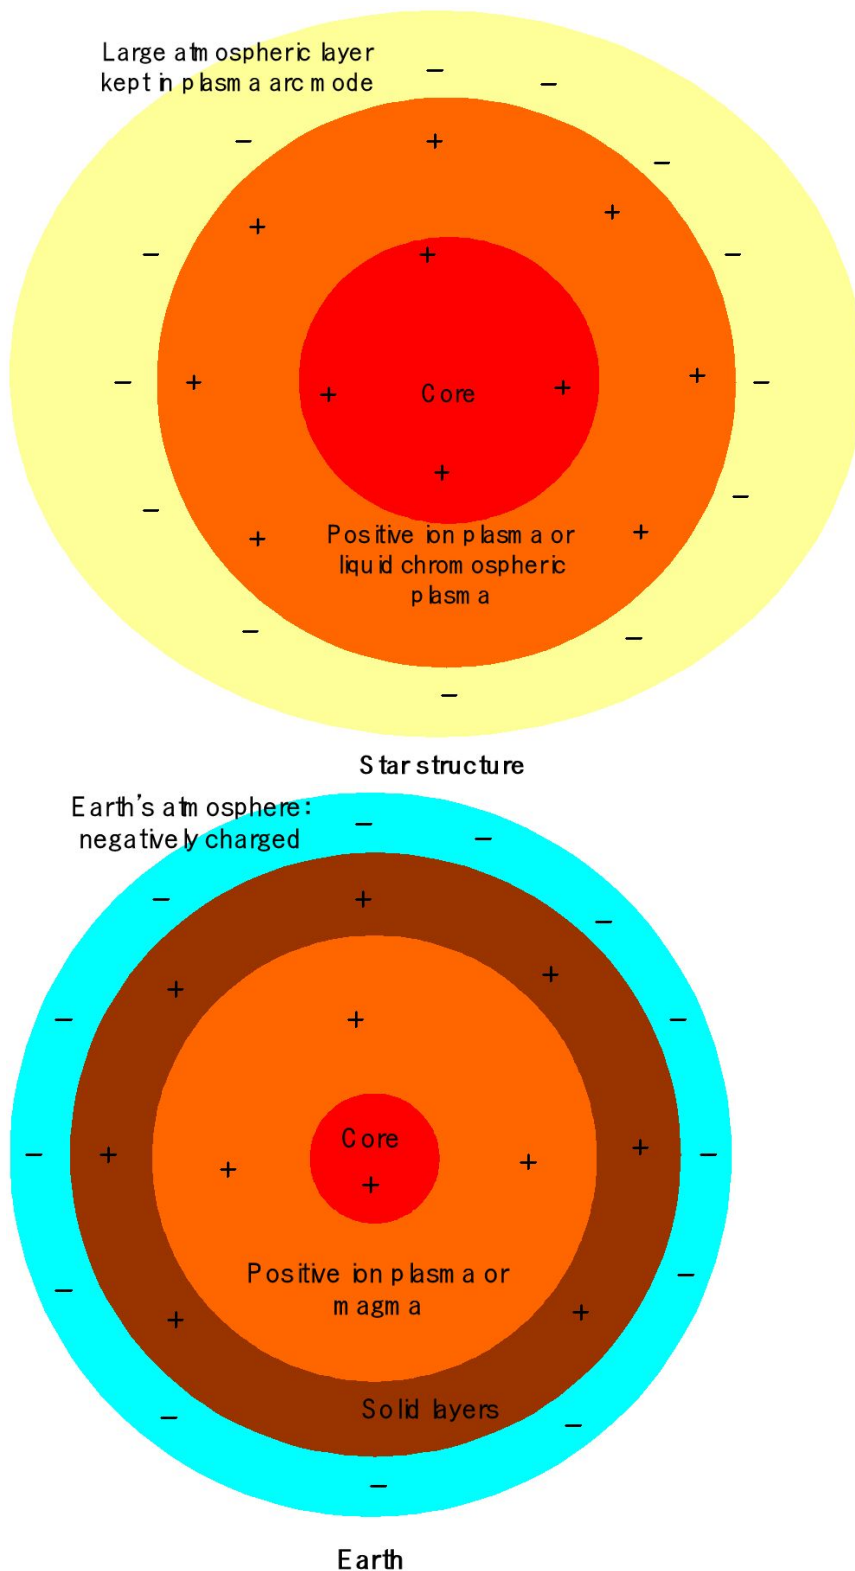 Large atmospheric layer
kept in plasma arc mode
Core
Positive ion plasma or
liquid chromospheric
plasma
Star structure
Earth's atmosphere:
negatively charged
Core
Positive ion plasma or
magma
Solid layers
Earth